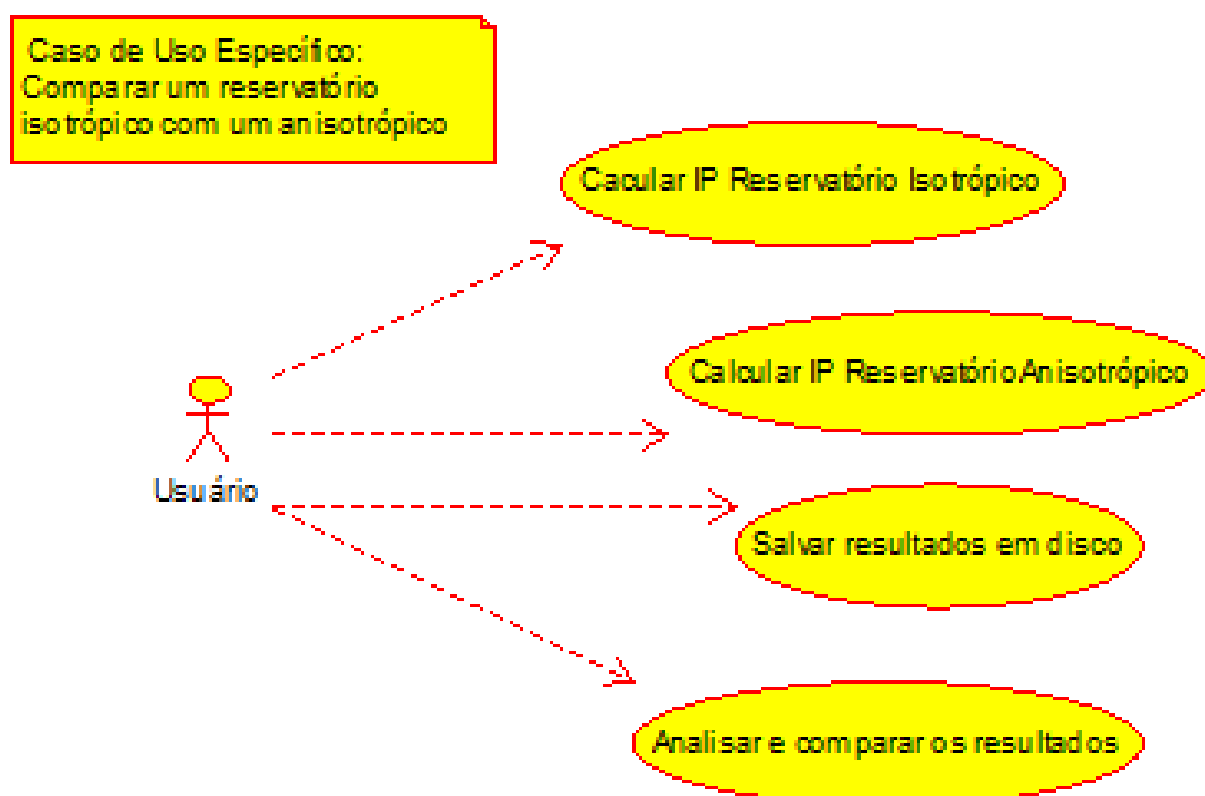 Caso de Uso Específico:
Comparar um reservatório
isotrópico com um anisotrópico
Cacular IP Reservatório Isotrópico
Calcular IP Reservatório Anisotrópico
Usuário
Salvar resultados em disco
Analisar e comparar os resultados